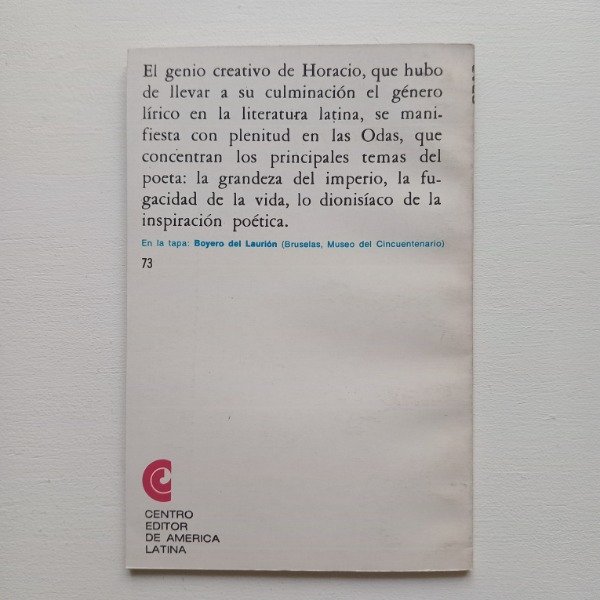 El genio creativo de Horacio, que hubo
de llevar a su culminación el género
lírico en la literatura latina, se mani-
fiesta con plenitud en las Odas, que
concentran los principales temas del
poeta: la grandeza del imperio, la fu-
gacidad de la vida, lo dionisíaco de la
inspiración poética.
En la tapa: Boyero del Laurión (Bruselas, Museo del Cincuentenario)
73
CENTRO
EDITOR
DE AMERICA
LATINA